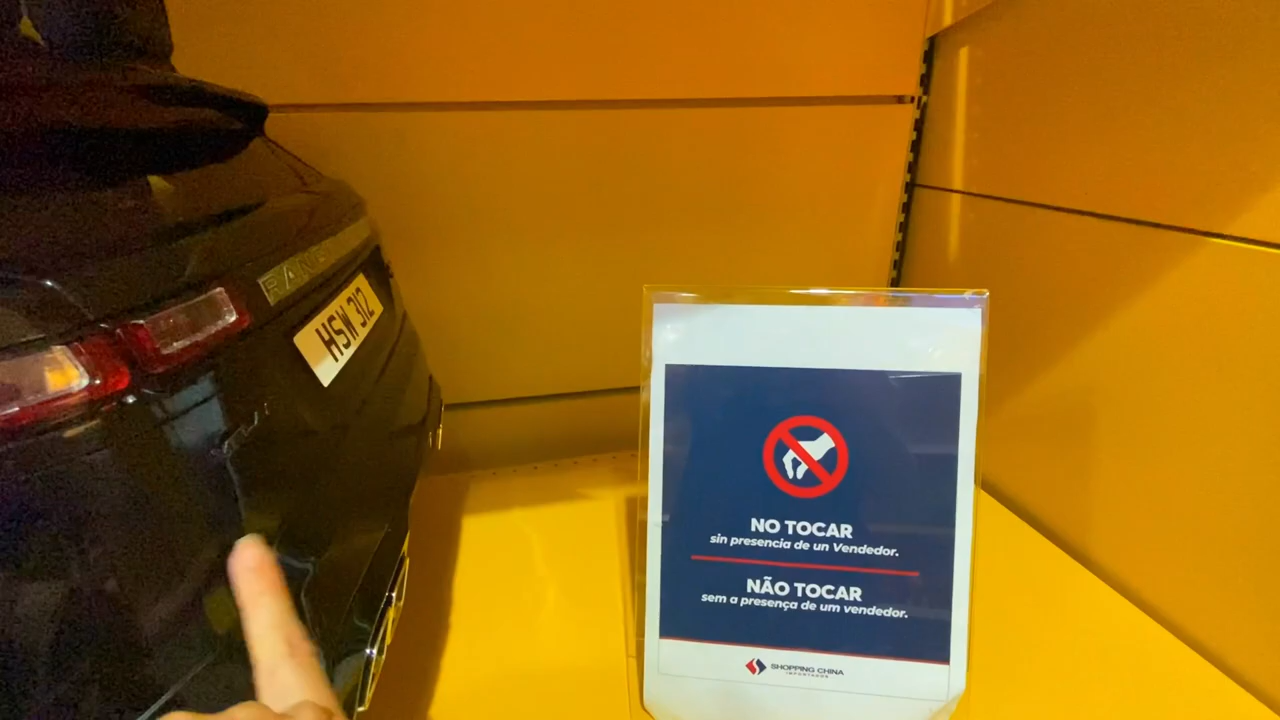 RANGE
HSW 312
NO TOCAR
sin presencia de un Vendedor.
NÃO TOCAR
sem a presença de um vendedor.
SHOPPING CHINA
IMPORTADOS